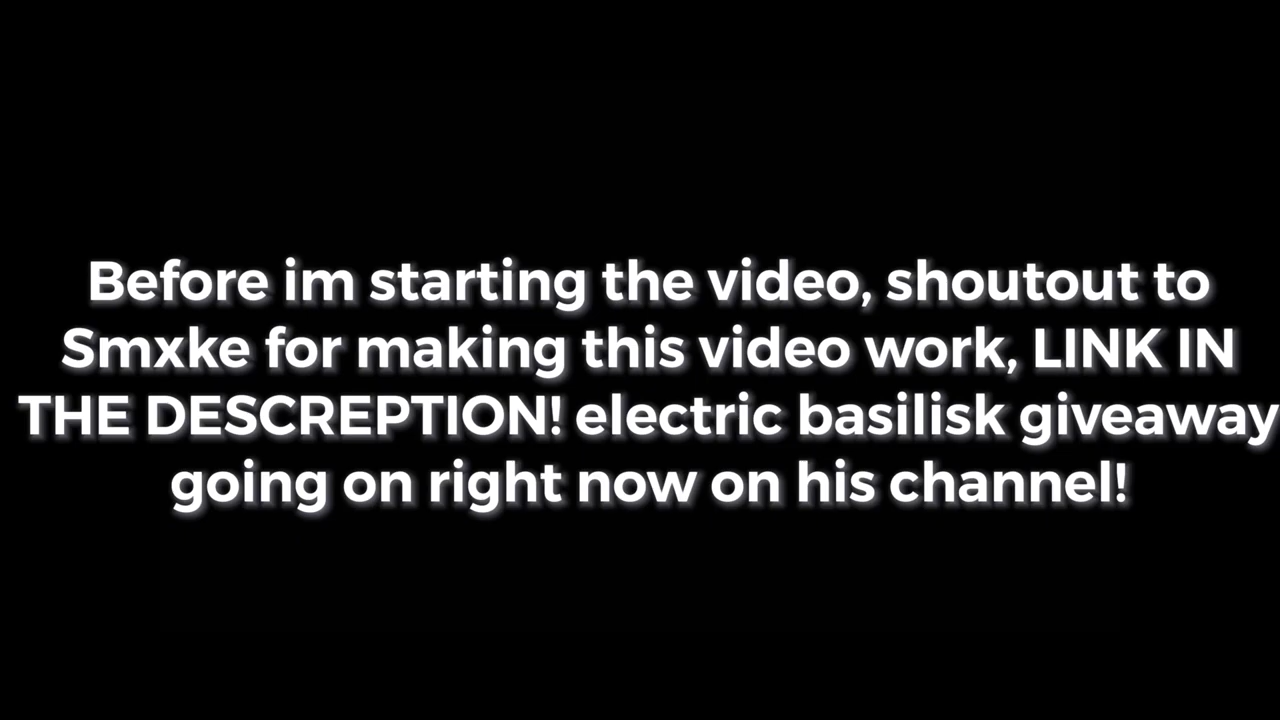 Before im starting the video, shoutout to
Smxke for making this video work, LINK IN
THE DESCREPTION! electric basilisk giveaway
going on right now on his channel!